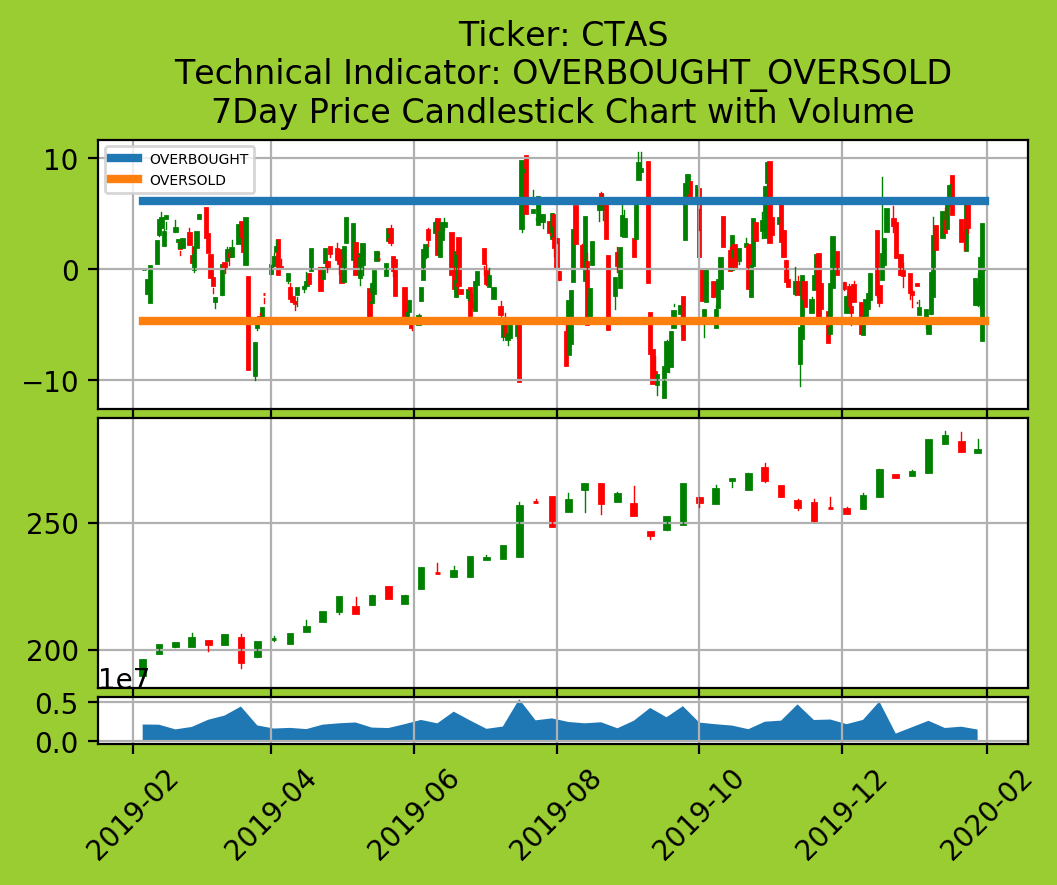 Ticker: CTAS
Technical Indicator: OVERBOUGHT_OVERSOLD
7Day Price Candlestick Chart with Volume
OVERBOUGHT
OVERSOLD
10
0
−10
250
200
1e7
0.5
0.0
2019-02
2019-04
2019-06
2019-08
2019-10
2019-12
2020-02